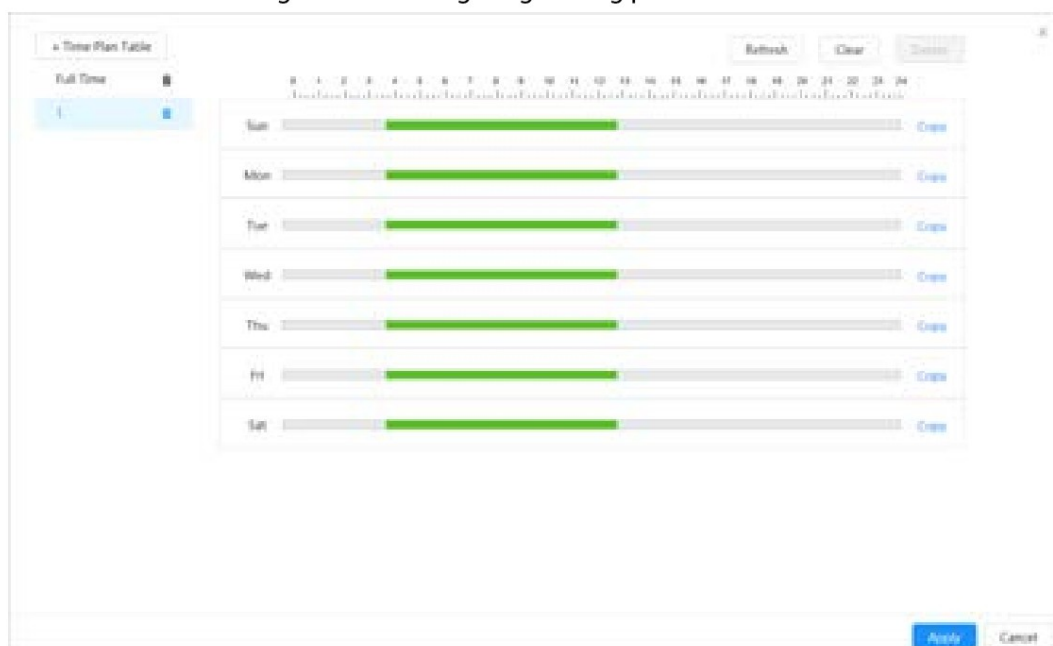 + Time Plan Table
Refresh Clear Delete
Full Time
0 1 2 3 4 5 6 7 8 9 10 11 12 13 14 15 16 17 18 19 20 21 22 23 24
1
Sun Copy
Mon Copy
Tue Copy
Wed Copy
Thu Copy
Fri Copy
Sat Copy
Apply Cancel